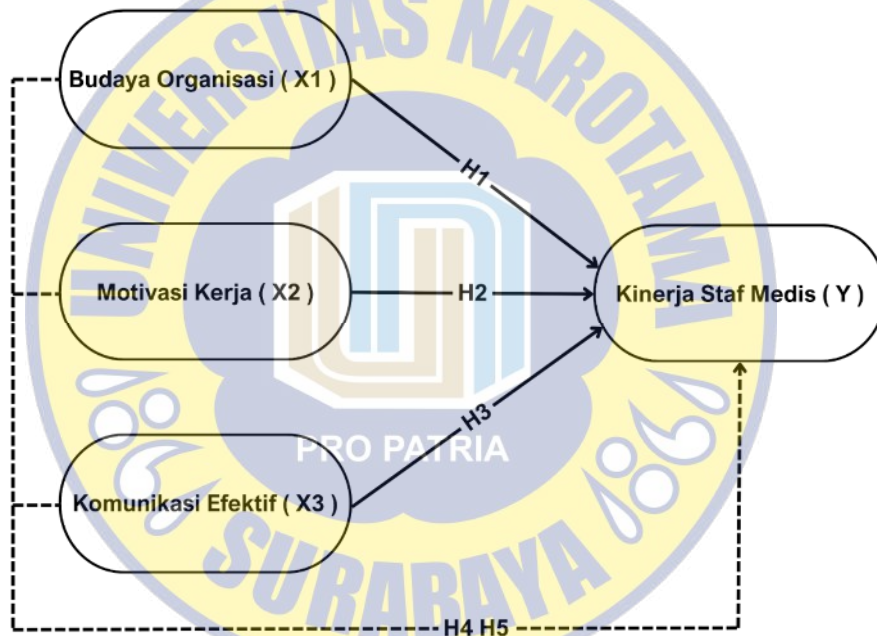 UNIVERSITAS NAROTAMA
Budaya Organisasi ( X1 )
H1
Motivasi Kerja ( X2 )
H2
Kinerja Staf Medis ( Y )
H3
PRO PATRIA
Komunikasi Efektif ( X3 )
SURABAYA
H4 H5